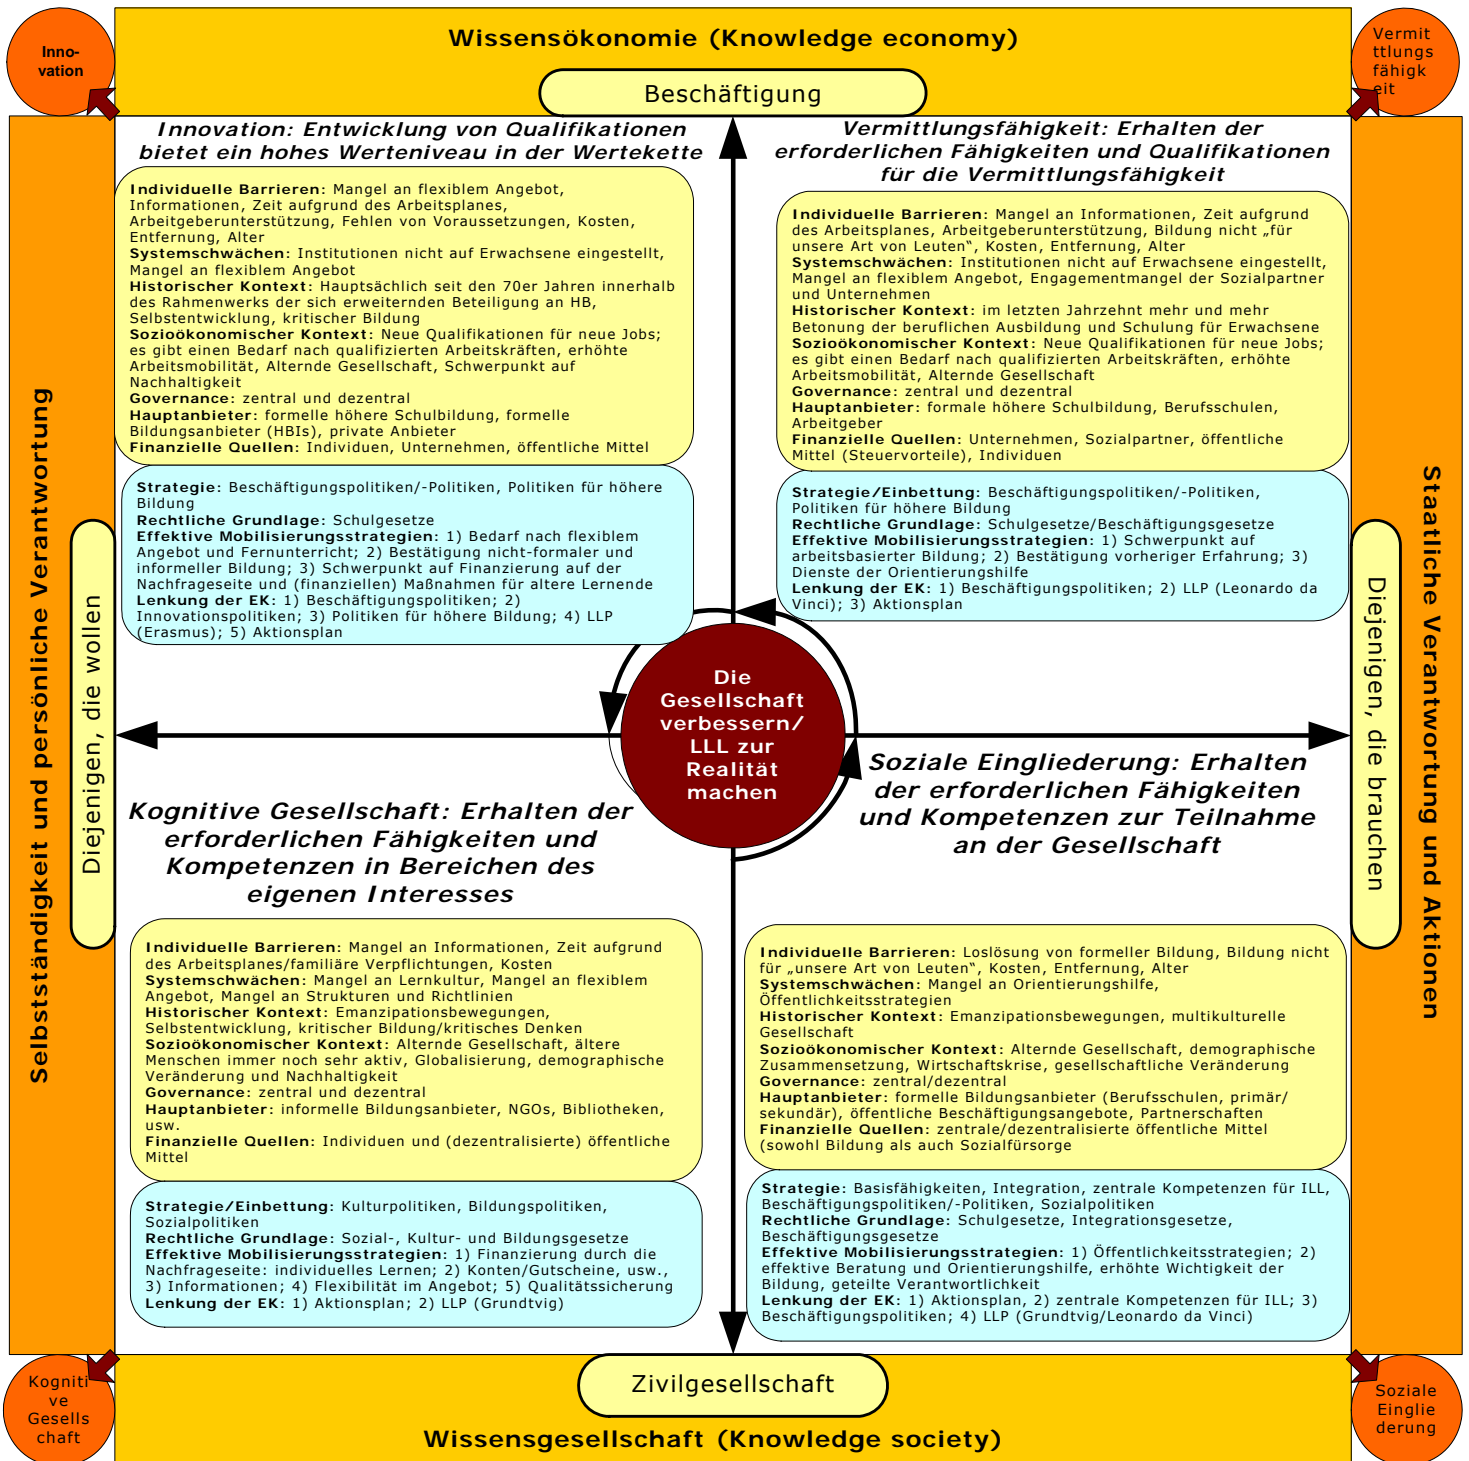 Inno-
vation
Wissensökonomie (Knowledge economy)
Beschäftigung
Vermit
ttlungs
fähigk
eit
Selbstständigkeit und persönliche Verantwortung
Diejenigen, die wollen
Innovation: Entwicklung von Qualifikationen
bietet ein hohes Werteniveau in der Wertekette
Individuelle Barrieren: Mangel an flexiblem Angebot,
Informationen, Zeit aufgrund des Arbeitsplanes,
Arbeitgeberunterstützung, Fehlen von Voraussetzungen, Kosten,
Entfernung, Alter
Systemschwächen: Institutionen nicht auf Erwachsene eingestellt,
Mangel an flexiblem Angebot
Historischer Kontext: Hauptsächlich seit den 70er Jahren innerhalb
des Rahmenwerks der sich erweiternden Beteiligung an HB,
Selbstentwicklung, kritischer Bildung
Sozioökonomischer Kontext: Neue Qualifikationen für neue Jobs;
es gibt einen Bedarf nach qualifizierten Arbeitskräften, erhöhte
Arbeitsmobilität, Alternde Gesellschaft, Schwerpunkt auf
Nachhaltigkeit
Governance: zentral und dezentral
Hauptanbieter: formelle höhere Schulbildung, formelle
Bildungsanbieter (HBIs), private Anbieter
Finanzielle Quellen: Individuen, Unternehmen, öffentliche Mittel
Strategie: Beschäftigungspolitiken/-Politiken, Politiken für höhere
Bildung
Rechtliche Grundlage: Schulgesetze
Effektive Mobilisierungsstrategien: 1) Bedarf nach flexiblem
Angebot und Fernunterricht; 2) Bestätigung nicht-formaler und
informeller Bildung; 3) Schwerpunkt auf Finanzierung auf der
Nachfrageseite und (finanziellen) Maßnahmen für altere Lernende
Lenkung der EK: 1) Beschäftigungspolitiken; 2)
Innovationspolitiken; 3) Politiken für höhere Bildung; 4) LLP
(Erasmus); 5) Aktionsplan
Vermittlungsfähigkeit: Erhalten der
erforderlichen Fähigkeiten und Qualifikationen
für die Vermittlungsfähigkeit
Individuelle Barrieren: Mangel an Informationen, Zeit aufgrund
des Arbeitsplanes, Arbeitgeberunterstützung, Bildung nicht „für
unsere Art von Leuten“, Kosten, Entfernung, Alter
Systemschwächen: Institutionen nicht auf Erwachsene eingestellt,
Mangel an flexiblem Angebot, Engagementmangel der Sozialpartner
und Unternehmen
Historischer Kontext: im letzten Jahrzehnt mehr und mehr
Betonung der beruflichen Ausbildung und Schulung für Erwachsene
Sozioökonomischer Kontext: Neue Qualifikationen für neue Jobs;
es gibt einen Bedarf nach qualifizierten Arbeitskräften, erhöhte
Arbeitsmobilität, Alternde Gesellschaft
Governance: zentral und dezentral
Hauptanbieter: formale höhere Schulbildung, Berufsschulen,
Arbeitgeber
Finanzielle Quellen: Unternehmen, Sozialpartner, öffentliche
Mittel (Steuervorteile), Individuen
Strategie/Einbettung: Beschäftigungspolitiken/-Politiken,
Politiken für höhere Bildung
Rechtliche Grundlage: Schulgesetze/Beschäftigungsgesetze
Effektive Mobilisierungsstrategien: 1) Schwerpunkt auf
arbeitsbasierter Bildung; 2) Bestätigung vorheriger Erfahrung; 3)
Dienste der Orientierungshilfe
Lenkung der EK: 1) Beschäftigungspolitiken; 2) LLP (Leonardo da
Vinci); 3) Aktionsplan
Staatliche Verantwortung und Aktionen
Diejenigen, die brauchen
Die
Gesellschaft
verbessern/
LLL zur
Realität
machen
Kognitive Gesellschaft: Erhalten der
erforderlichen Fähigkeiten und
Kompetenzen in Bereichen des
eigenen Interesses
Individuelle Barrieren: Mangel an Informationen, Zeit aufgrund
des Arbeitsplanes/familiäre Verpflichtungen, Kosten
Systemschwächen: Mangel an Lernkultur, Mangel an flexiblem
Angebot, Mangel an Strukturen und Richtlinien
Historischer Kontext: Emanzipationsbewegungen,
Selbstentwicklung, kritischer Bildung/kritisches Denken
Sozioökonomischer Kontext: Alternde Gesellschaft, ältere
Menschen immer noch sehr aktiv, Globalisierung, demographische
Veränderung und Nachhaltigkeit
Governance: zentral und dezentral
Hauptanbieter: informelle Bildungsanbieter, NGOs, Bibliotheken,
usw.
Finanzielle Quellen: Individuen und (dezentralisierte) öffentliche
Mittel
Strategie/Einbettung: Kulturpolitiken, Bildungspolitiken,
Sozialpolitiken
Rechtliche Grundlage: Sozial-, Kultur- und Bildungsgesetze
Effektive Mobilisierungsstrategien: 1) Finanzierung durch die
Nachfrageseite: individuelles Lernen; 2) Konten/Gutscheine, usw.,
3) Informationen; 4) Flexibilität im Angebot; 5) Qualitätssicherung
Lenkung der EK: 1) Aktionsplan; 2) LLP (Grundtvig)
Soziale Eingliederung: Erhalten
der erforderlichen Fähigkeiten
und Kompetenzen zur Teilnahme
an der Gesellschaft
Individuelle Barrieren: Loslösung von formeller Bildung, Bildung nicht
für „unsere Art von Leuten“, Kosten, Entfernung, Alter
Systemschwächen: Mangel an Orientierungshilfe,
Öffentlichkeitsstrategien
Historischer Kontext: Emanzipationsbewegungen, multikulturelle
Gesellschaft
Sozioökonomischer Kontext: Alternde Gesellschaft, demographische
Zusammensetzung, Wirtschaftskrise, gesellschaftliche Veränderung
Governance: zentral/dezentral
Hauptanbieter: formelle Bildungsanbieter (Berufsschulen, primär/
sekundär), öffentliche Beschäftigungsangebote, Partnerschaften
Finanzielle Quellen: zentrale/dezentralisierte öffentliche Mittel
(sowohl Bildung als auch Sozialfürsorge
Strategie: Basisfähigkeiten, Integration, zentrale Kompetenzen für ILL,
Beschäftigungspolitiken/-Politiken, Sozialpolitiken
Rechtliche Grundlage: Schulgesetze, Integrationsgesetze,
Beschäftigungsgesetze
Effektive Mobilisierungsstrategien: 1) Öffentlichkeitsstrategien; 2)
effektive Beratung und Orientierungshilfe, erhöhte Wichtigkeit der
Bildung, geteilte Verantwortlichkeit
Lenkung der EK: 1) Aktionsplan, 2) zentrale Kompetenzen für ILL; 3)
Beschäftigungspolitiken; 4) LLP (Grundtvig/Leonardo da Vinci)
Kogniti
ve
Gesells
chaft
Zivilgesellschaft
Wissensgesellschaft (Knowledge society)
Soziale
Einglie
derung